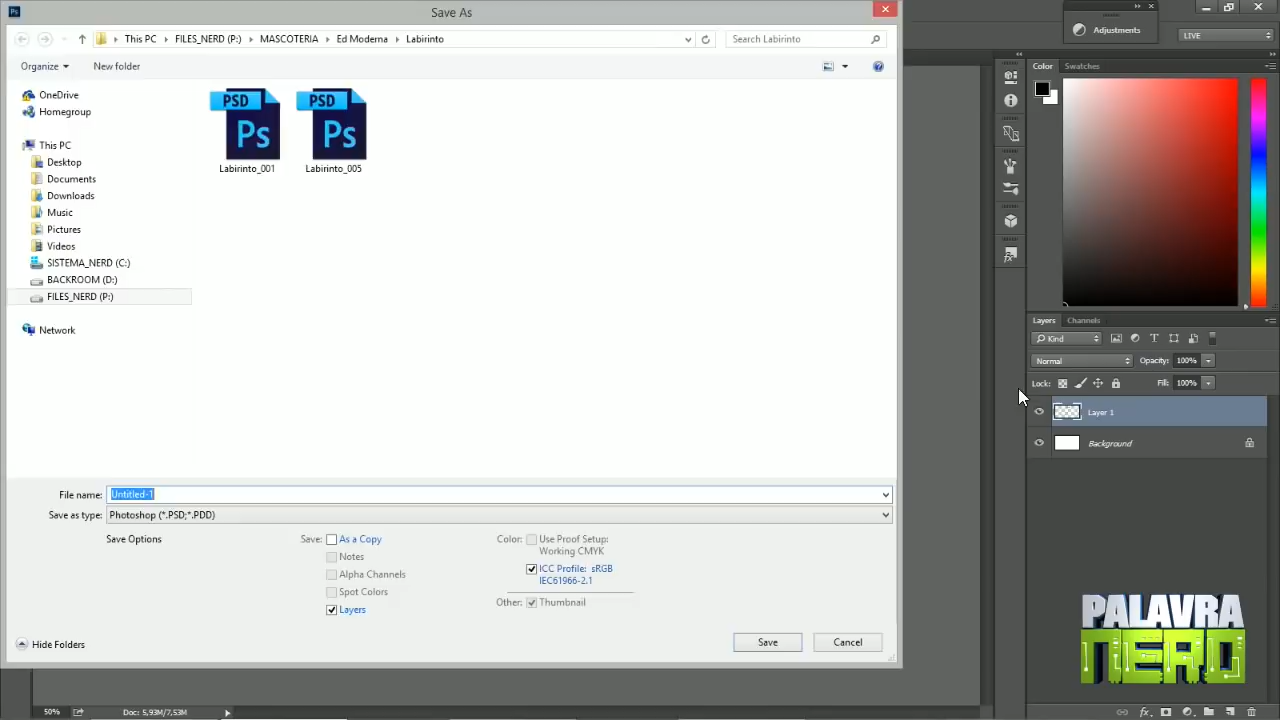 Save As
This PC FILES_NERD (P:) MASCOTERIA Ed Moderna Labirinto
Search Labirinto
Organize
New folder
OneDrive
Homegroup
This PC
Desktop
Documents
Downloads
Music
Pictures
Videos
SISTEMA_NERD (C:)
BACKROOM (D:)
FILES_NERD (P:)
Network
PSD
Ps
Labirinto_001
PSD
Ps
Labirinto_005
File name: Untitled-1
Save as type: Photoshop (*.PSD;*.PDD)
Save Options
Save: As a Copy
Notes
Alpha Channels
Spot Colors
Layers
Color: Use Proof Setup:
Working CMYK
ICC Profile: sRGB
IEC61966-2.1
Other: Thumbnail
Hide Folders
Save
Cancel
Adjustments
LIVE
Color Swatches
Layers Channels
Kind
Normal
Opacity: 100%
Lock:
Fill: 100%
Layer 1
Background
PALAVRA
NERD
50%
Doc: 5,93M/7,53M